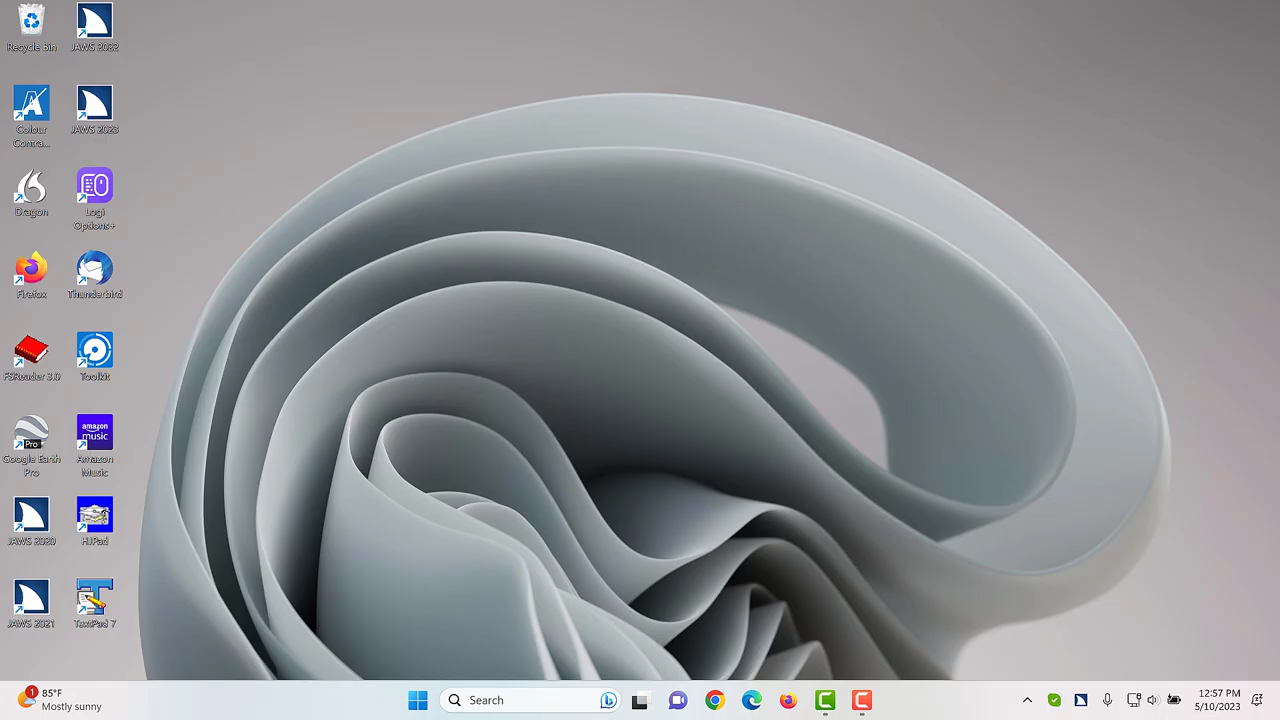 Recycle Bin
JAWS 2022
Colour
Contra...
JAWS 2023
Dragon
Logi
Options+
Firefox
Thunderbird
FSReader 3.0
Toolkit
Google Earth
Pro
Pro
amazon
music
Amazon
Music
JAWS 2020
HJPad
JAWS 2021
TextPad 7
1
85°F
Mostly sunny
Search
12:57 PM
5/10/2023